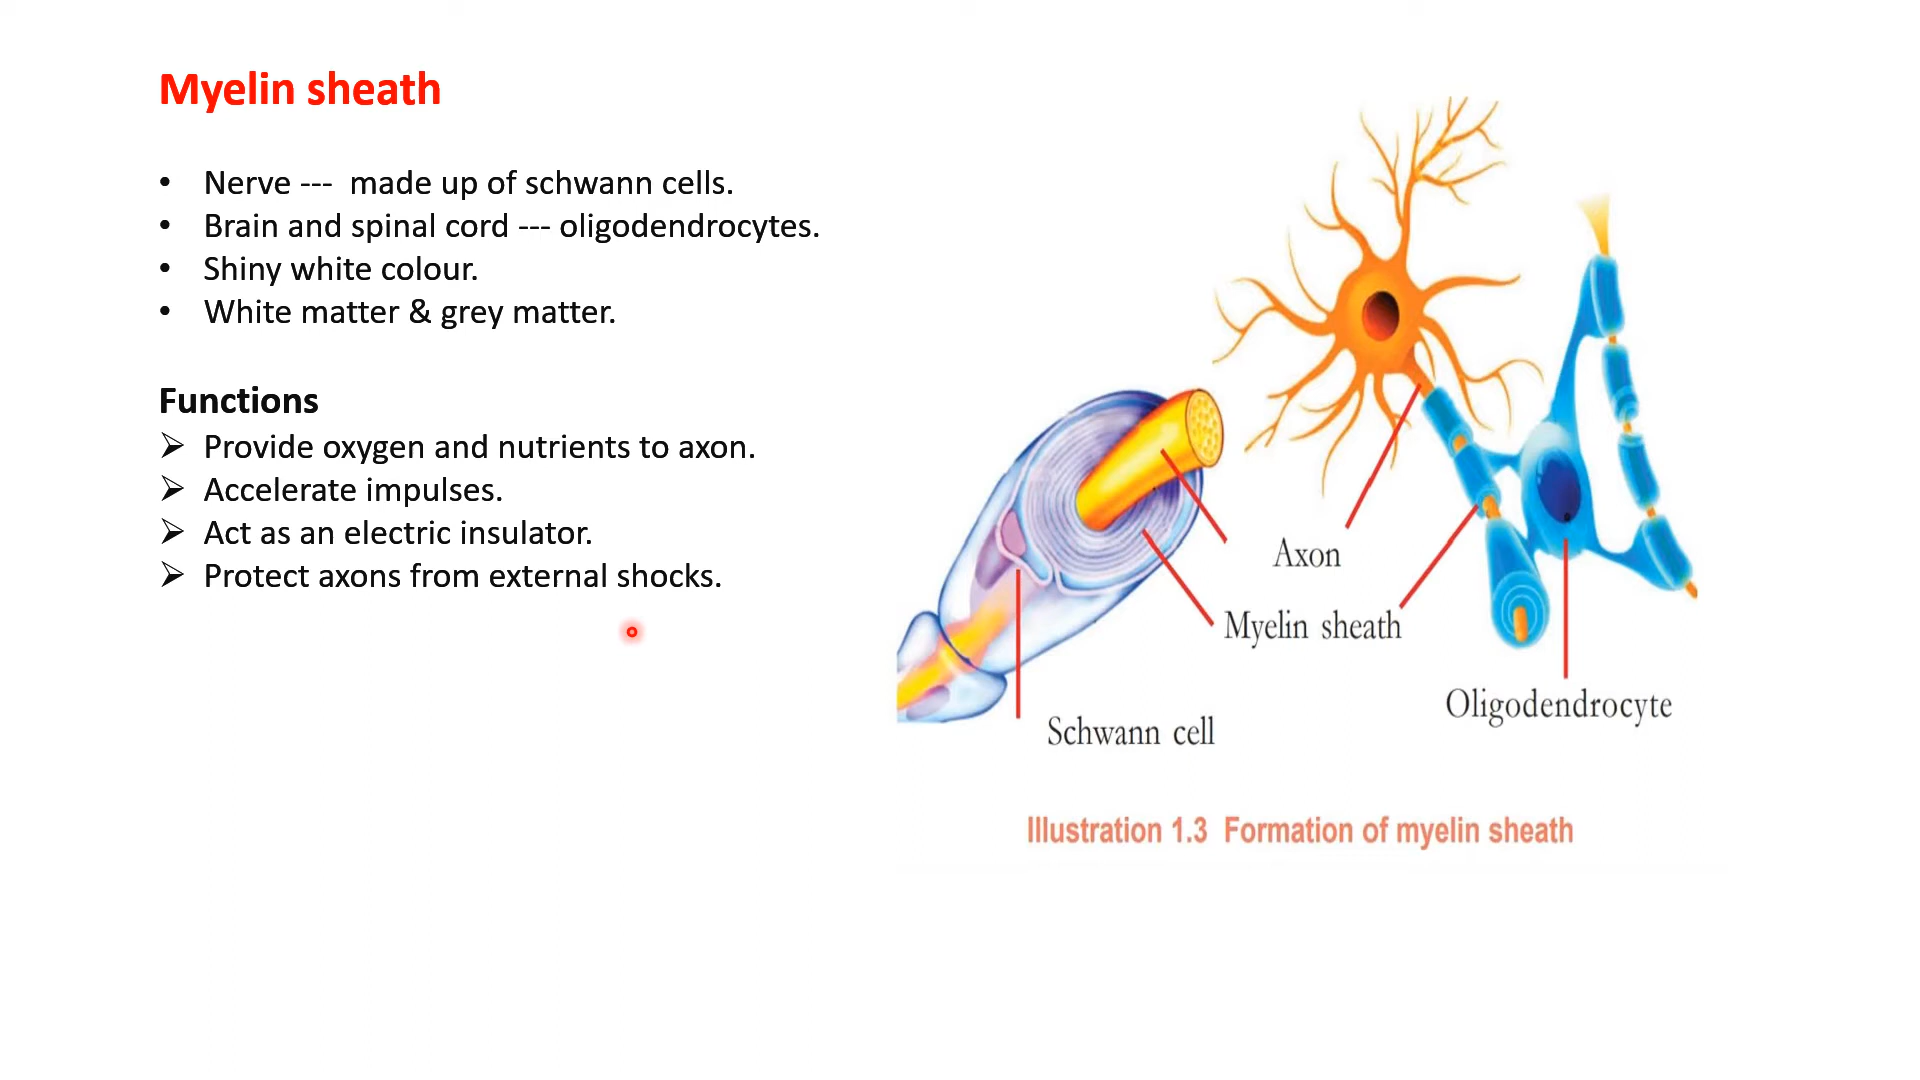 Myelin sheath
• Nerve --- made up of schwann cells.
• Brain and spinal cord --- oligodendrocytes.
• Shiny white colour.
• White matter & grey matter.
Functions
➢ Provide oxygen and nutrients to axon.
➢ Accelerate impulses.
➢ Act as an electric insulator.
➢ Protect axons from external shocks.
Axon
Myelin sheath
Oligodendrocyte
Schwann cell
Illustration 1.3 Formation of myelin sheath